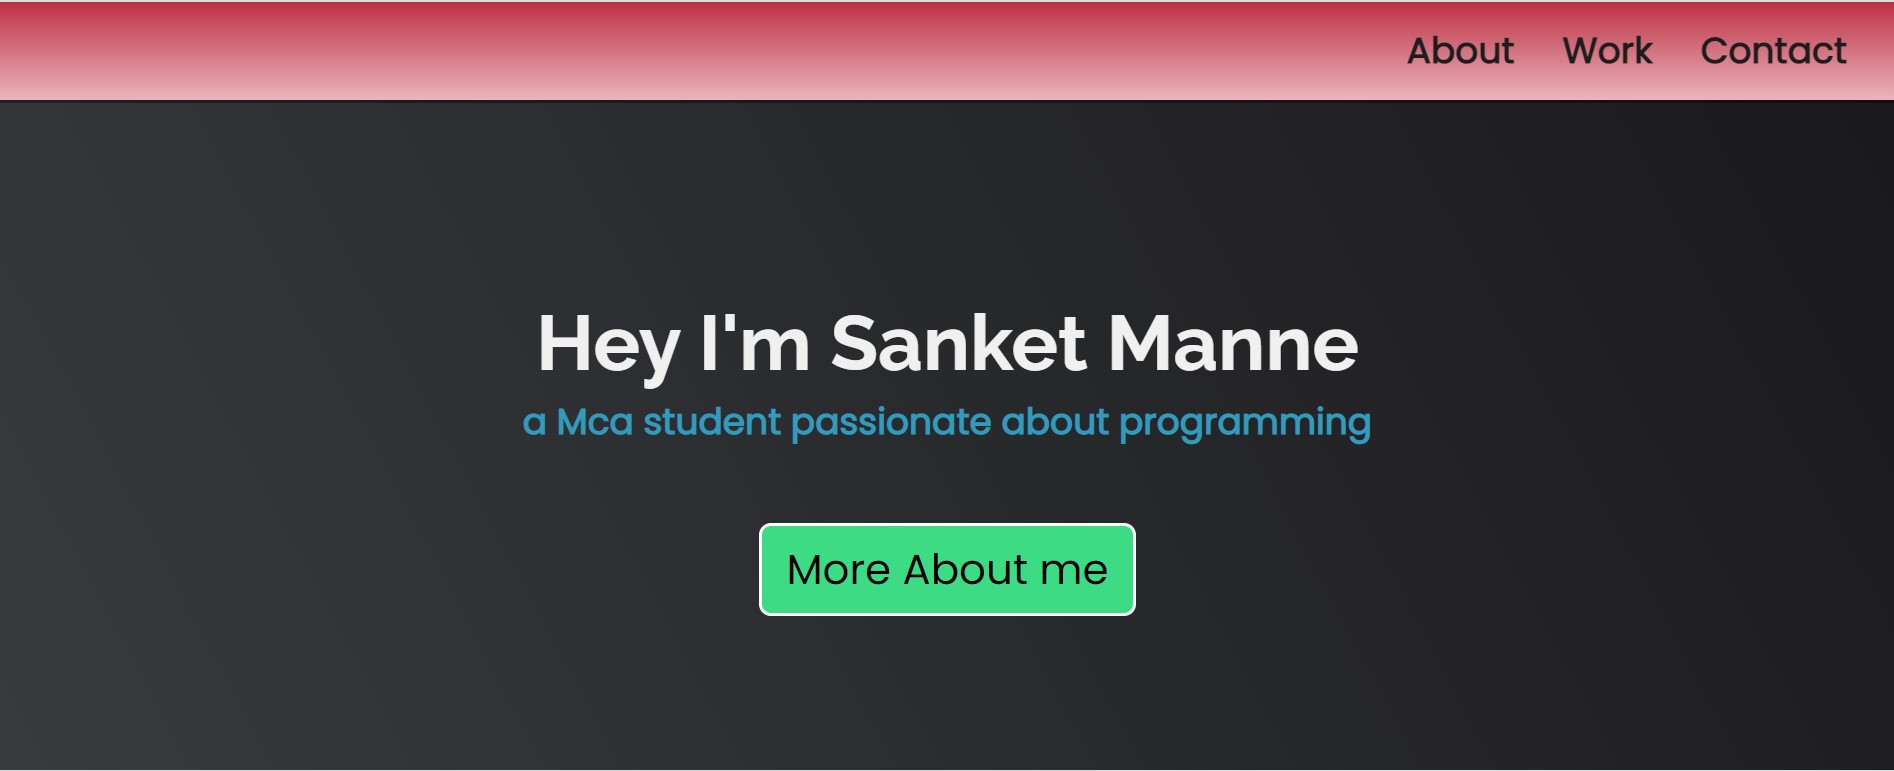 About Work Contact
Hey I'm Sanket Manne
a Mca student passionate about programming
More About me